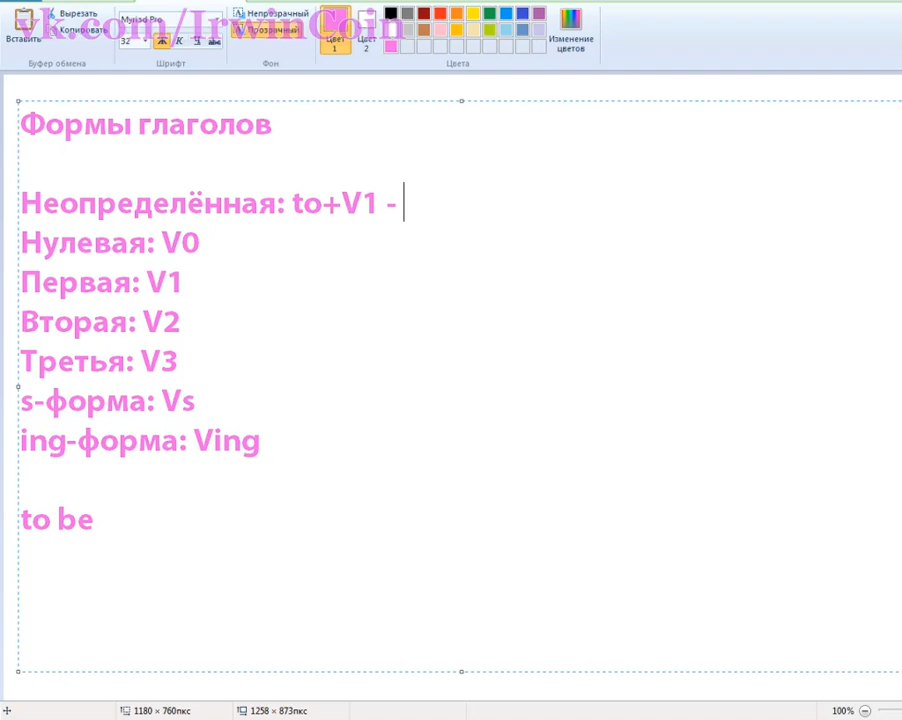 vk.com/IrwinCoin
Вставить
Вырезать
Копировать
Буфер обмена
Myriad Pro
32
Ж К Ч abc
Шрифт
Непрозрачный
Прозрачный
Фон
Цвет 1
Цвет 2
Изменение цветов
Цвета
Формы глаголов
Неопределённая: to+V1 -
Нулевая: V0
Первая: V1
Вторая: V2
Третья: V3
s-форма: Vs
ing-форма: Ving
to be
1180 × 760пкс
1258 × 873пкс
100%